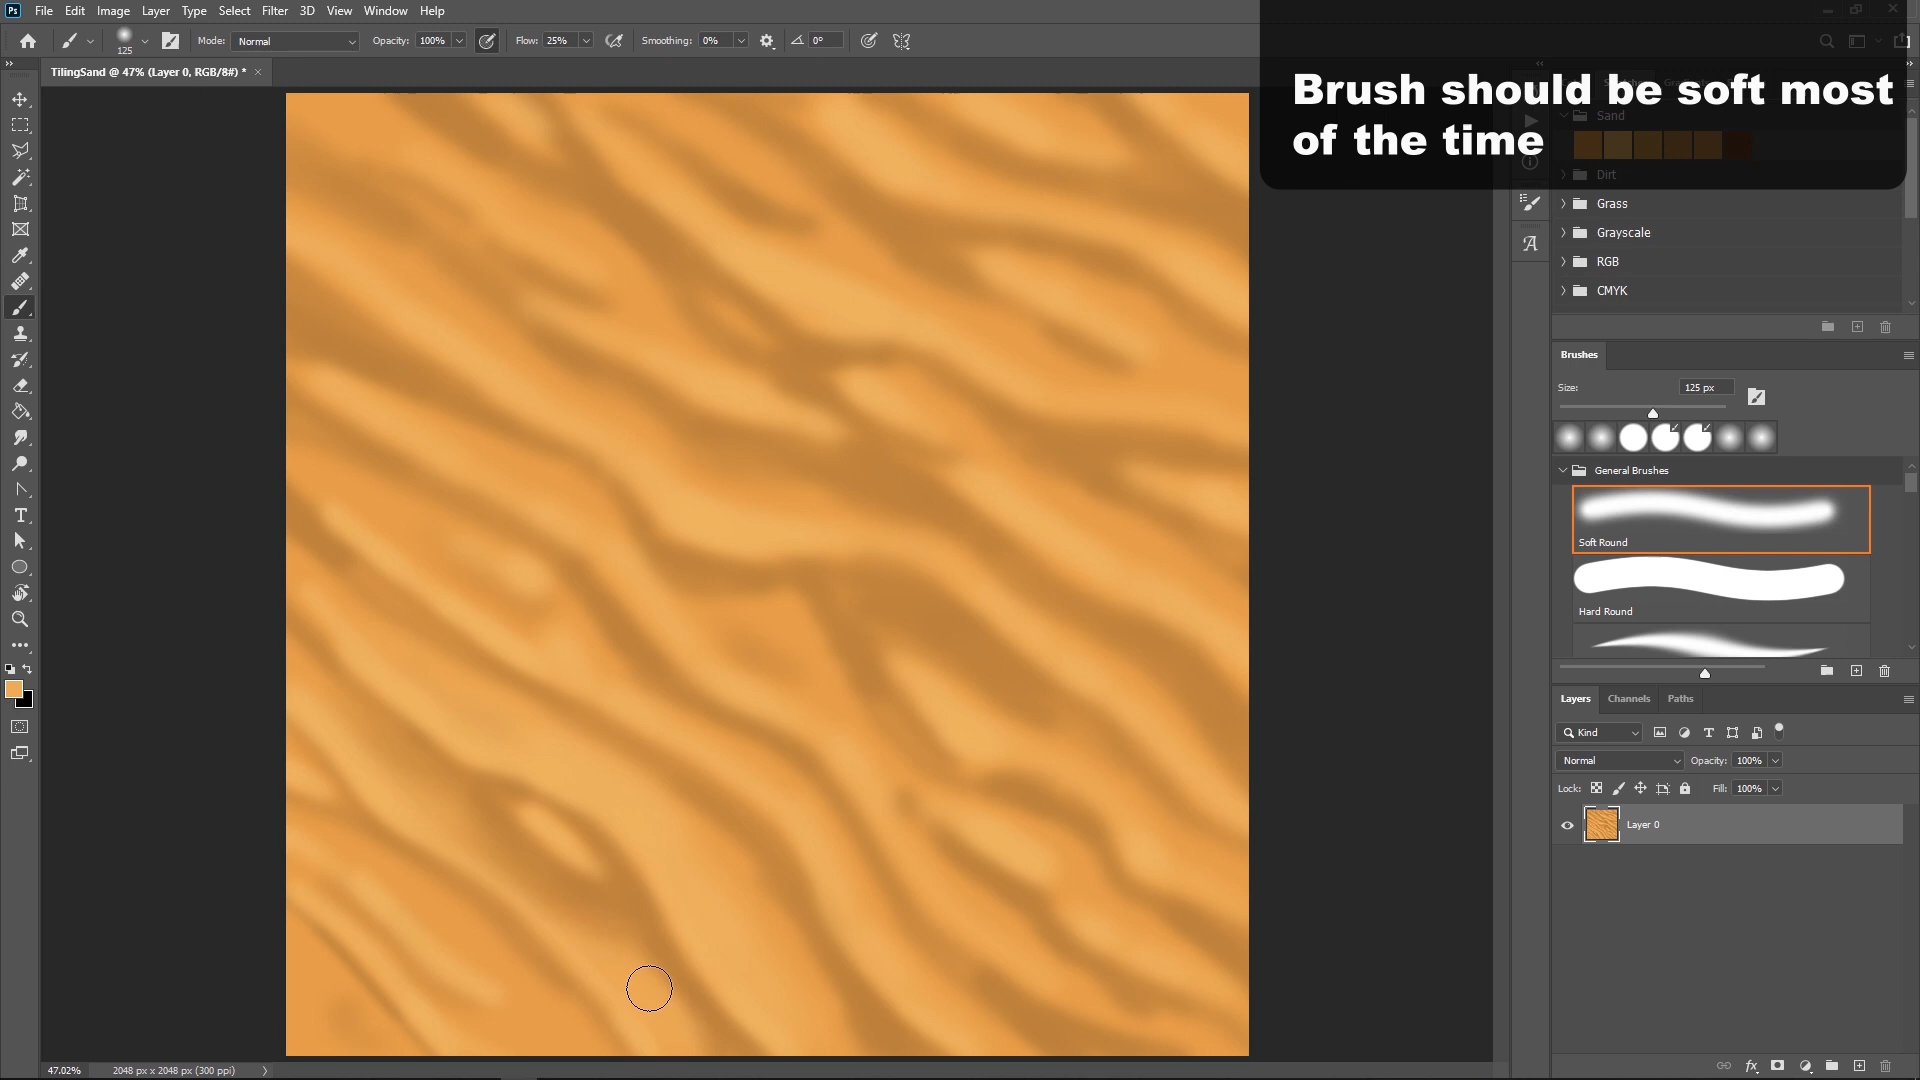 Ps File Edit Image Layer Type Select Filter 3D View Window Help
125 Mode: Normal Opacity: 100% Flow: 25% Smoothing: 0% 0°
TilingSand @ 47% (Layer 0, RGB/8#) * ×
Brush should be soft most
of the time
Sand
Dirt
Grass
Grayscale
RGB
CMYK
Brushes
Size: 125 px
General Brushes
Soft Round
Hard Round
Layers Channels Paths
Kind
Normal Opacity: 100%
Lock: Fill: 100%
Layer 0
47.02% 2048 px x 2048 px (300 ppi)